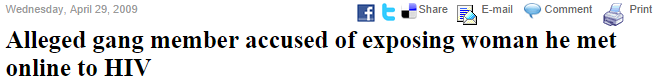 Wednesday, April 29, 2009 Share E-mail Comment Print
Alleged gang member accused of exposing woman he met
online to HIV